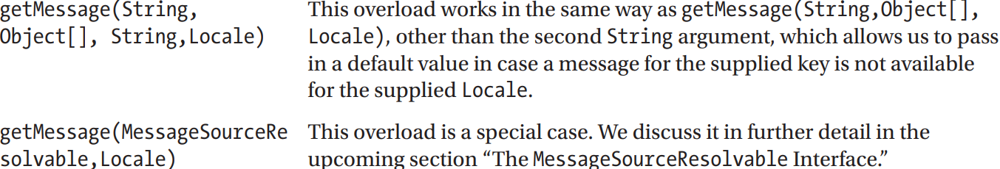 getMessage(String,
Object[], String,Locale)
This overload works in the same way as getMessage(String,Object[],
Locale), other than the second String argument, which allows us to pass
in a default value in case a message for the supplied key is not available
for the supplied Locale.
getMessage(MessageSourceRe
solvable,Locale)
This overload is a special case. We discuss it in further detail in the
upcoming section “The MessageSourceResolvable Interface.”